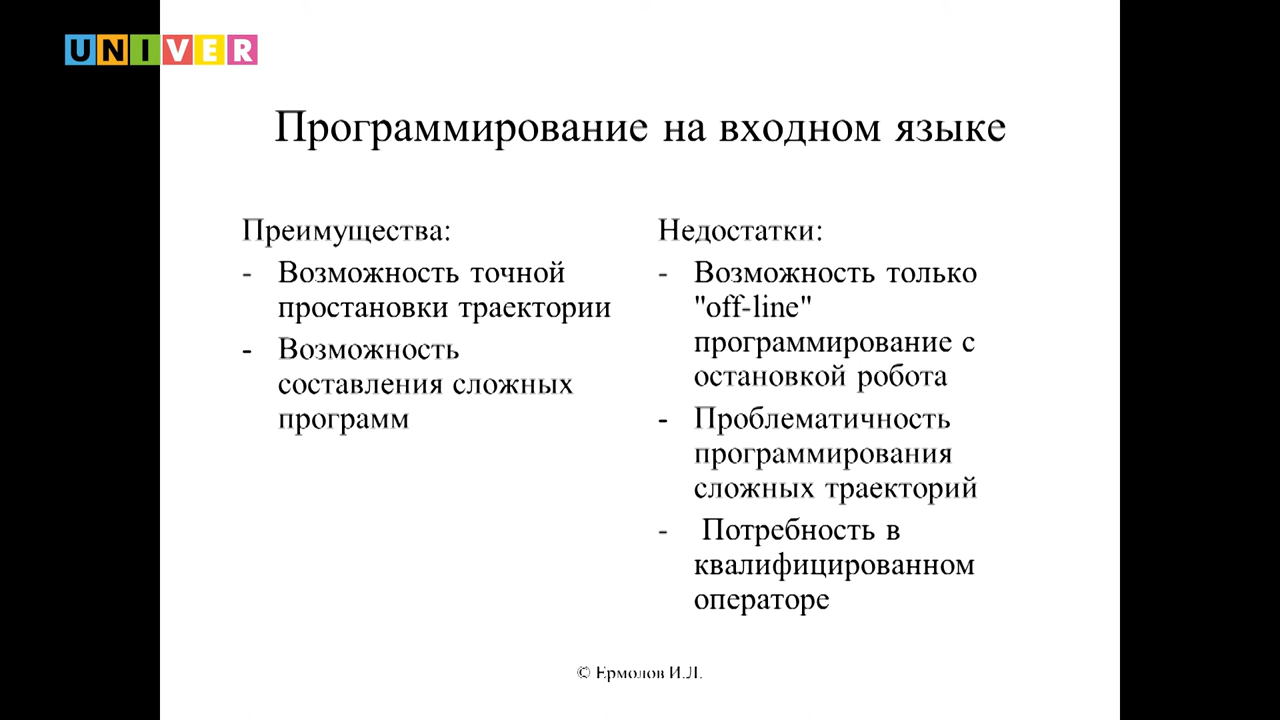 UNIVER
Программирование на входном языке
Преимущества:
- Возможность точной
простановки траектории
- Возможность
составления сложных
программ
Недостатки:
- Возможность только
"off-line"
программирование с
остановкой робота
- Проблематичность
программирования
сложных траекторий
- Потребность в
квалифицированном
операторе
© Ермолов И.Л.